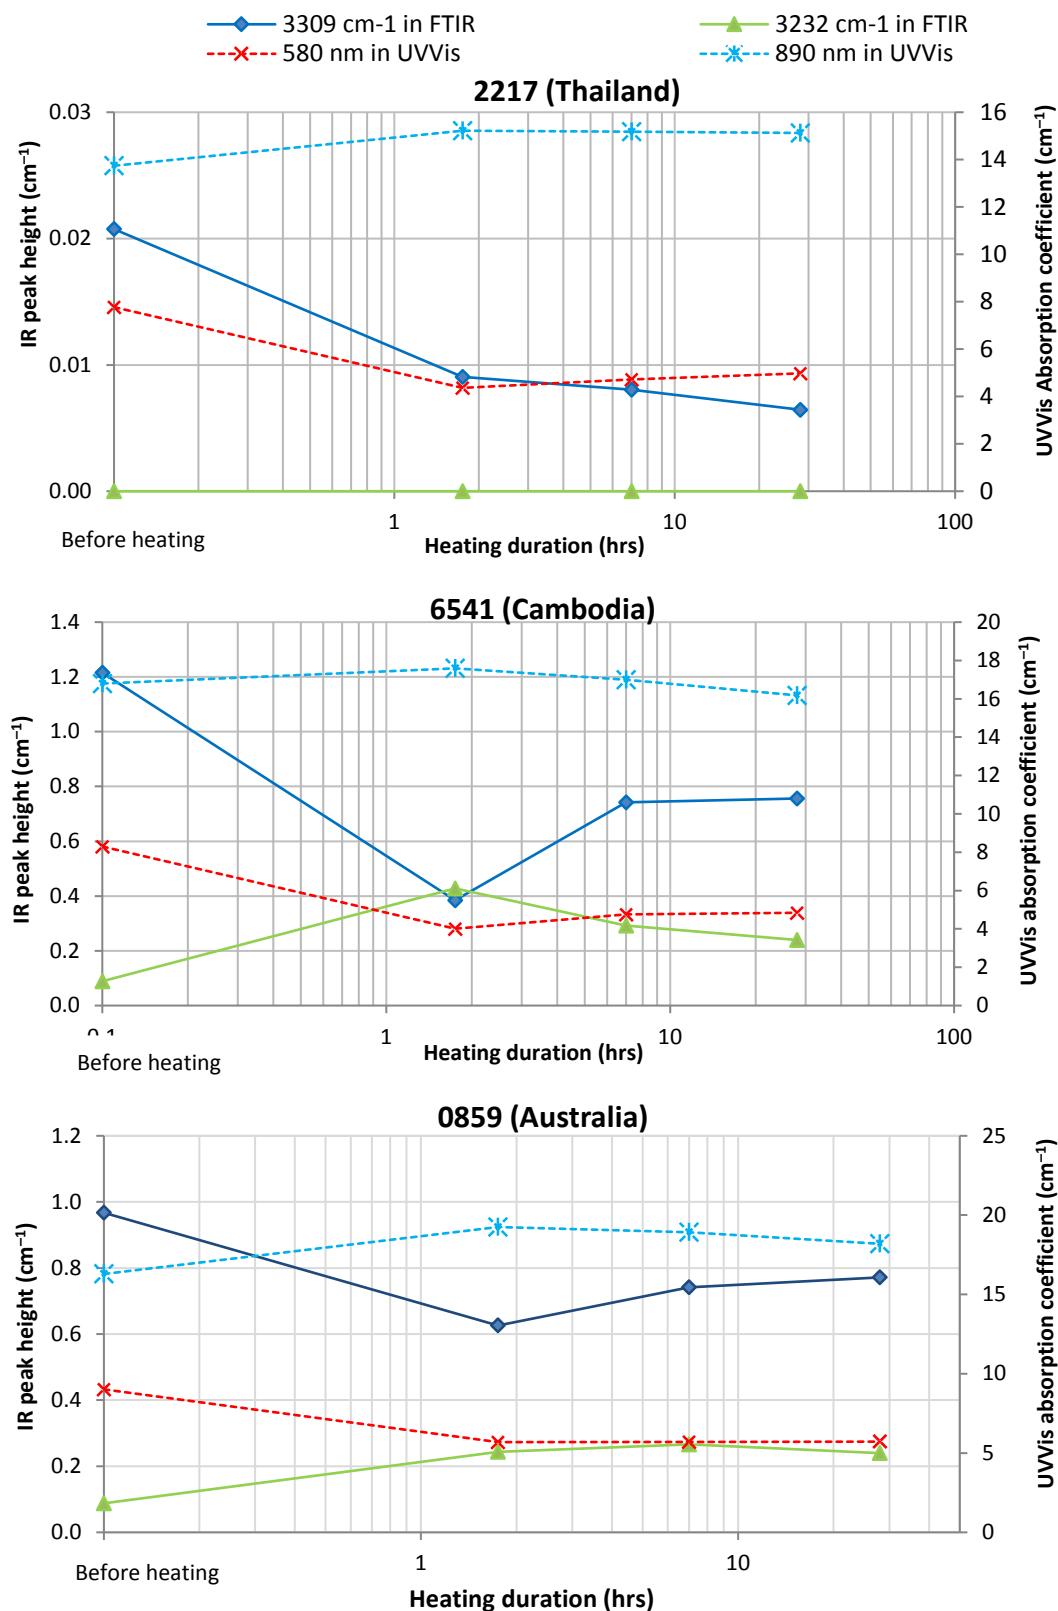 3309 cm-1 in FTIR
3232 cm-1 in FTIR
580 nm in UVVis
890 nm in UVVis
2217 (Thailand)
0.03
0.02
0.01
0.00
IR peak height (cm⁻¹)
16
14
12
10
8
6
4
2
0
UVVis Absorption coefficient (cm⁻¹)
1
10
100
Before heating
Heating duration (hrs)
6541 (Cambodia)
1.4
1.2
1.0
0.8
0.6
0.4
0.2
0.0
IR peak height (cm⁻¹)
20
18
16
14
12
10
8
6
4
2
0
UVVis absorption coefficient (cm⁻¹)
0.1
1
10
100
Before heating
Heating duration (hrs)
0859 (Australia)
1.2
1.0
0.8
0.6
0.4
0.2
0.0
IR peak height (cm⁻¹)
25
20
15
10
5
0
UVVis absorption coefficient (cm⁻¹)
1
10
Before heating
Heating duration (hrs)